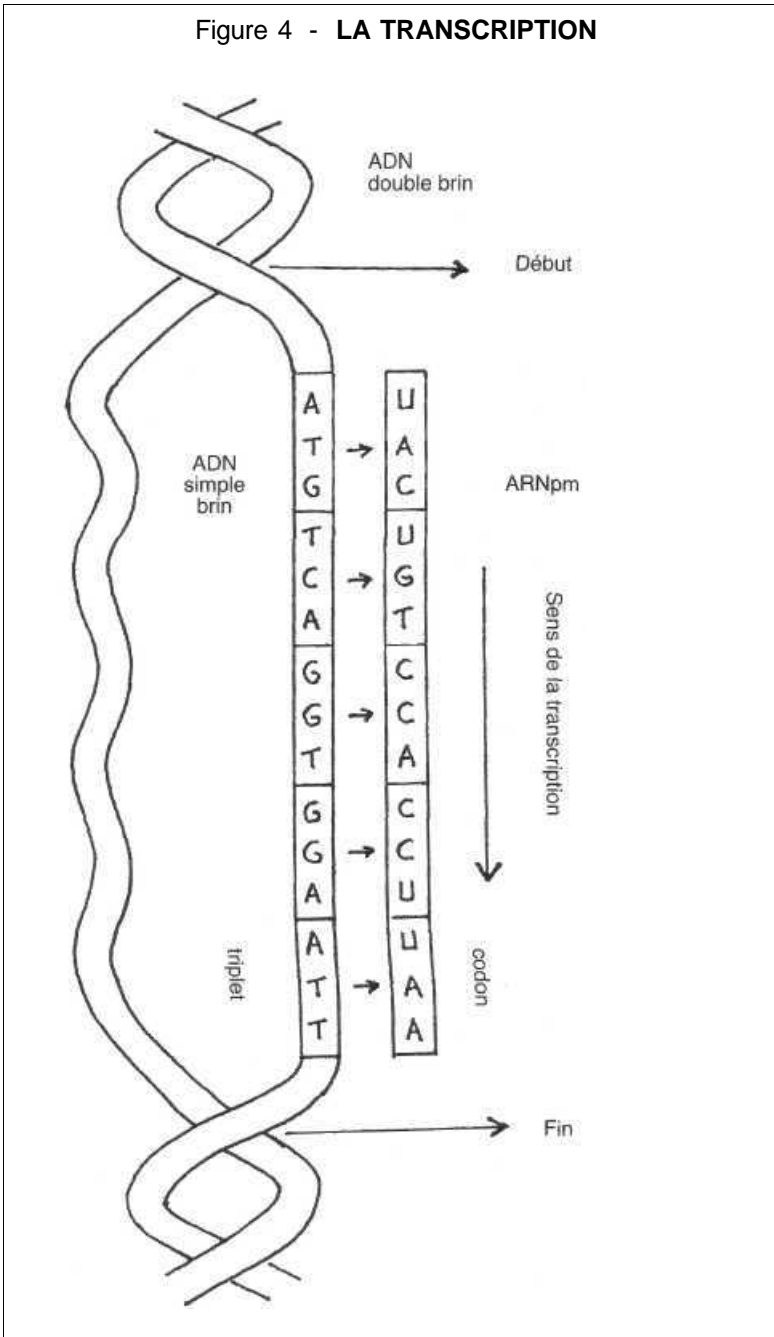 Figure 4 - LA TRANSCRIPTION
ADN
double brin
Début
A
T
G
T
C
A
G
G
T
G
G
A
A
T
T
U
A
C
U
G
T
C
C
A
C
C
U
U
A
A
ADN
simple
brin
ARNpm
Sens de la transcription
triplet
codon
Fin